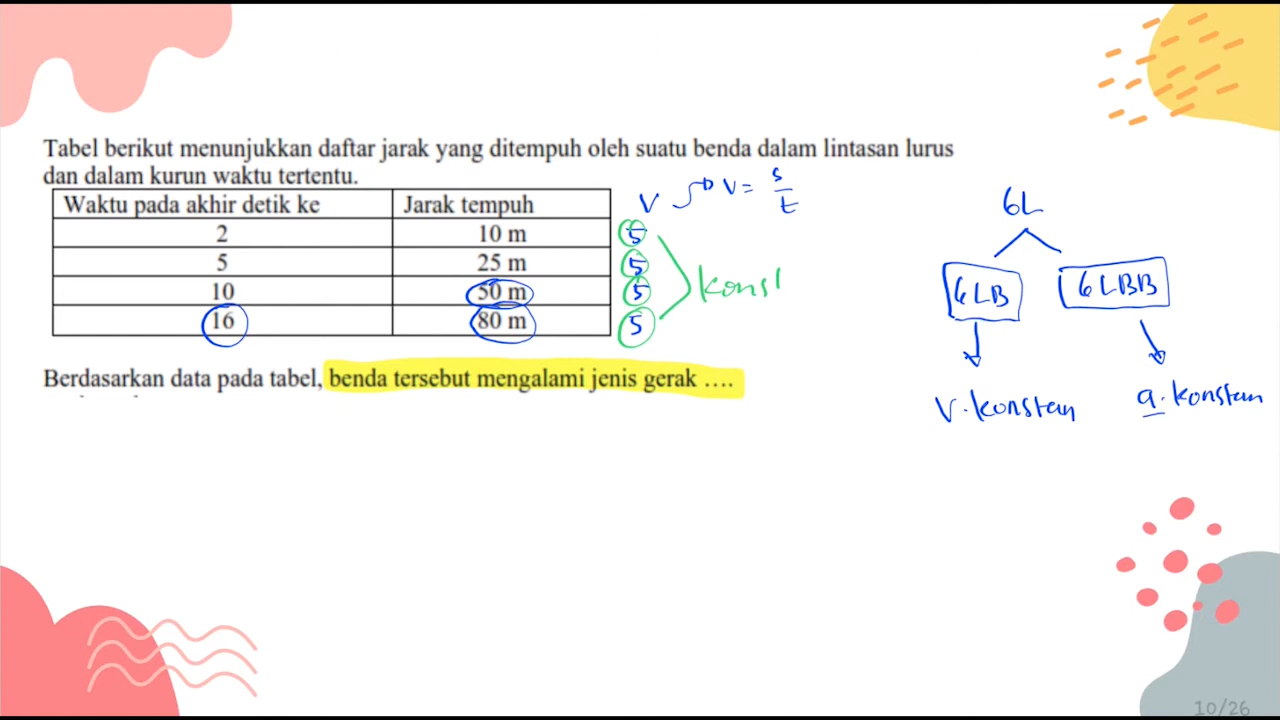 Tabel berikut menunjukkan daftar jarak yang ditempuh oleh suatu benda dalam lintasan lurus
dan dalam kurun waktu tertentu.
Waktu pada akhir detik ke Jarak tempuh V → V = s/t
2 10 m 5
5 25 m 5
10 50 m 5 konst
16 80 m 5
Berdasarkan data pada tabel, benda tersebut mengalami jenis gerak ....
GL
GLB GLBB
V. konstan a. konstan
10/26